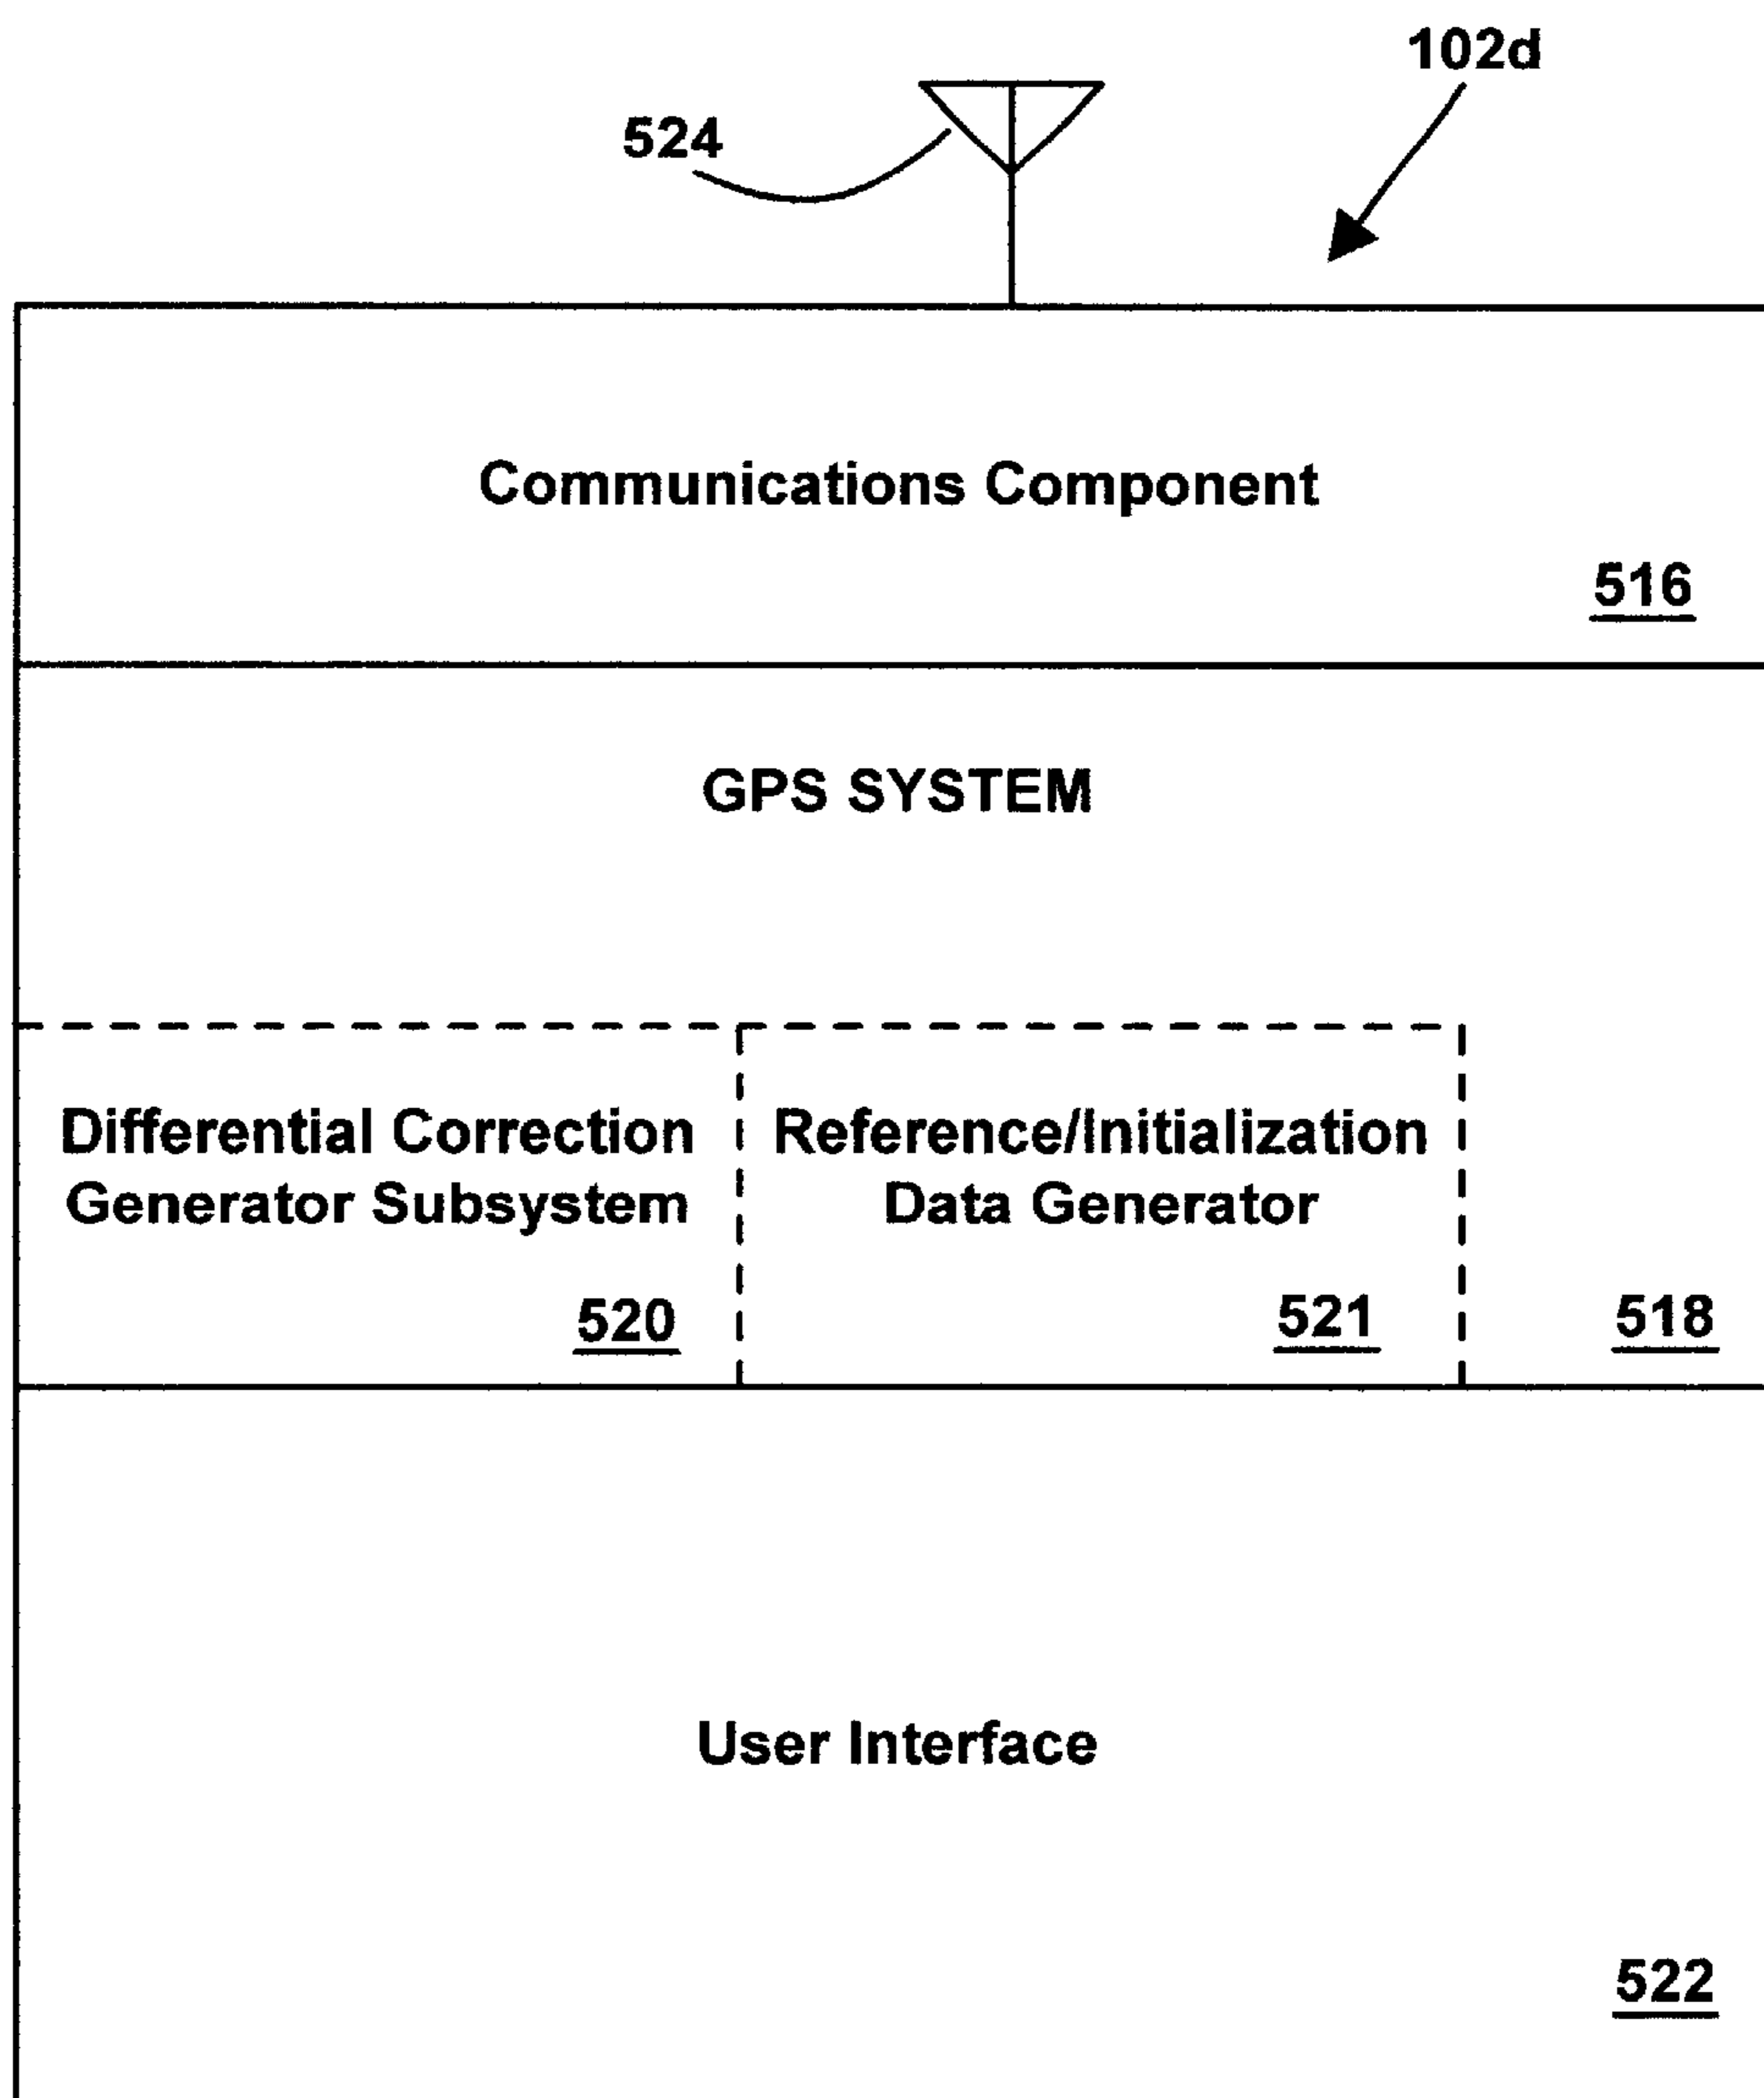 102d
524
Communications Component
516
GPS SYSTEM
Differential Correction
Generator Subsystem
520
Reference/Initialization
Data Generator
521
518
User Interface
522